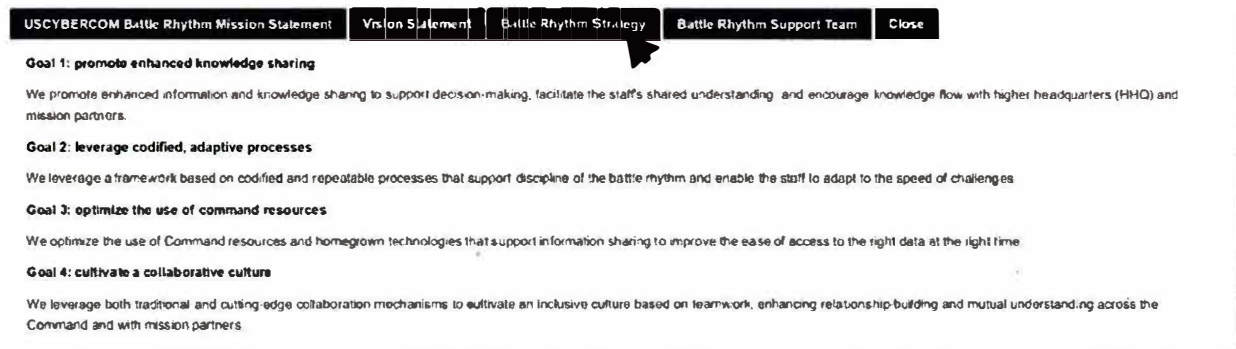 USCYBERCOM Battle Rhythm Mission Statement Vision Statement Battle Rhythm Strategy Battle Rhythm Support Team Close
Goal 1: promote enhanced knowledge sharing
We promote enhanced information and knowledge sharing to support decision-making, facilitate the staff's shared understanding and encourage knowledge flow with higher headquarters (HHQ) and
mission partners.
Goal 2: leverage codified, adaptive processes
We leverage a framework based on codified and repeatable processes that support discipline of the battle rhythm and enable the staff to adapt to the speed of challenges
Goal 3: optimize the use of command resources
We optimize the use of Command resources and homegrown technologies that support information sharing to improve the ease of access to the right data at the right time
Goal 4: cultivate a collaborative culture
We leverage both traditional and cutting-edge collaboration mechanisms to cultivate an inclusive culture based on teamwork, enhancing relationship-building and mutual understanding across the
Command and with mission partners